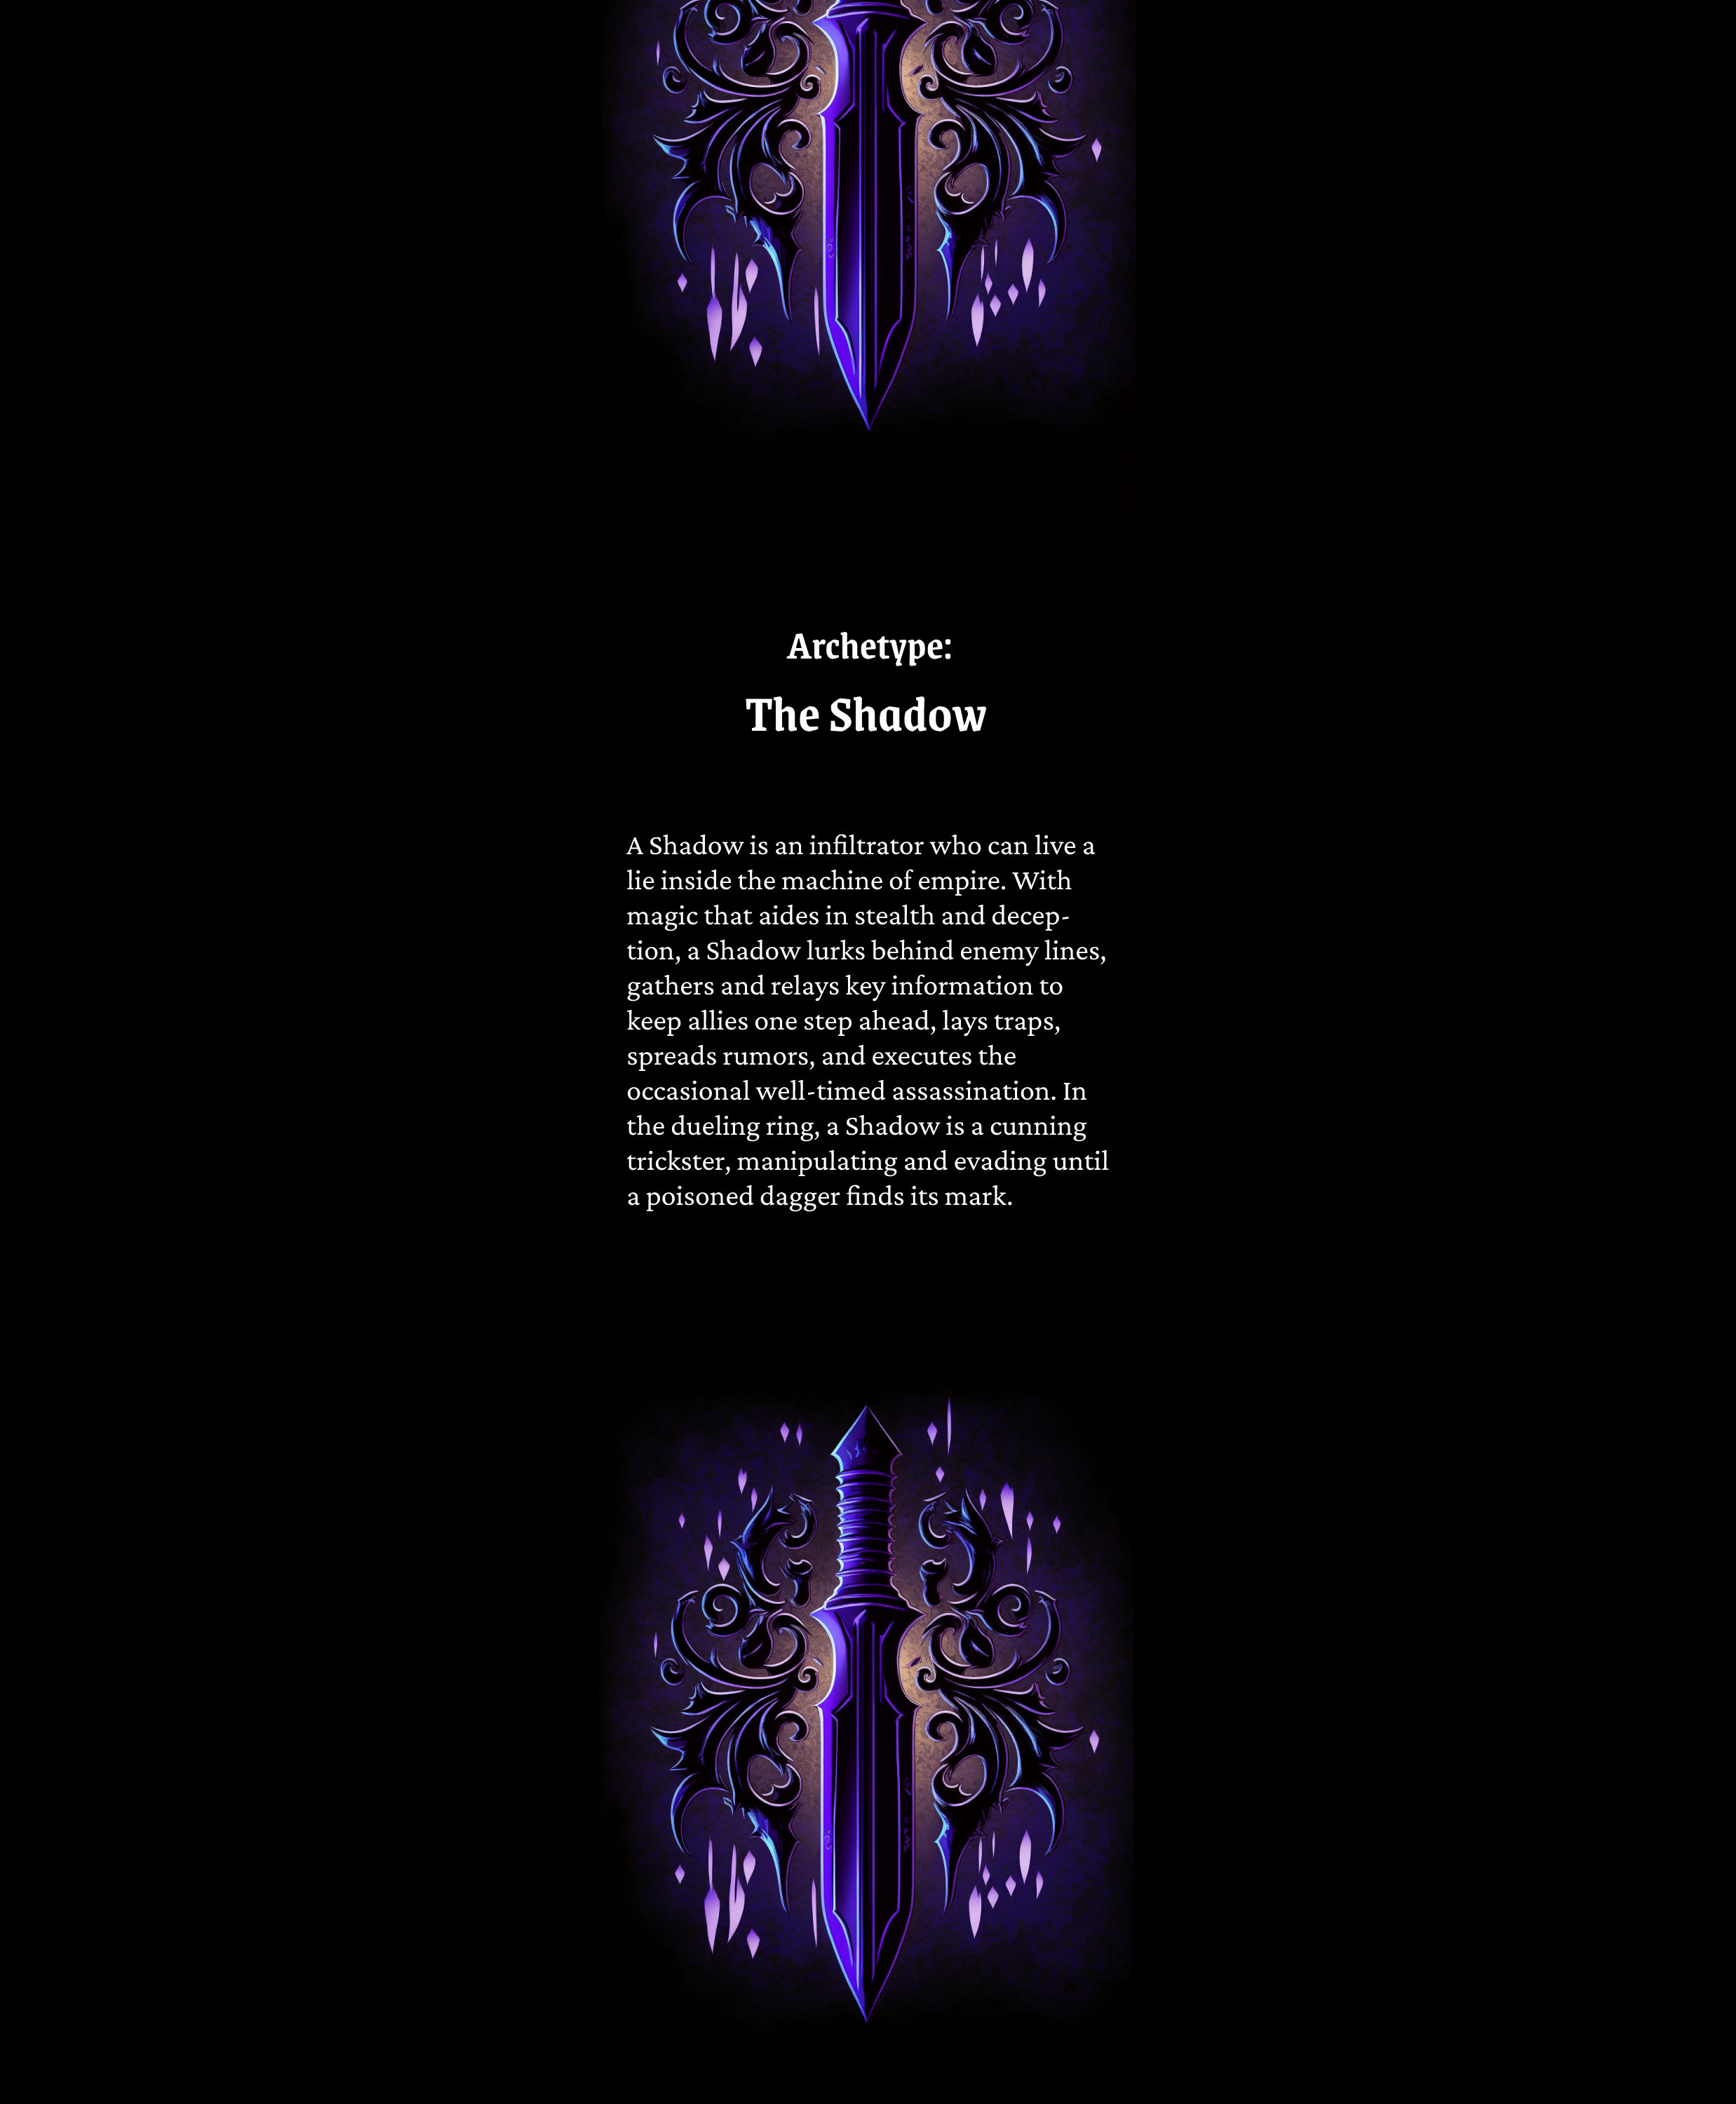 Archetype:
The Shadow
A Shadow is an infiltrator who can live a
lie inside the machine of empire. With
magic that aides in stealth and decep-
tion, a Shadow lurks behind enemy lines,
gathers and relays key information to
keep allies one step ahead, lays traps,
spreads rumors, and executes the
occasional well-timed assassination. In
the dueling ring, a Shadow is a cunning
trickster, manipulating and evading until
a poisoned dagger finds its mark.